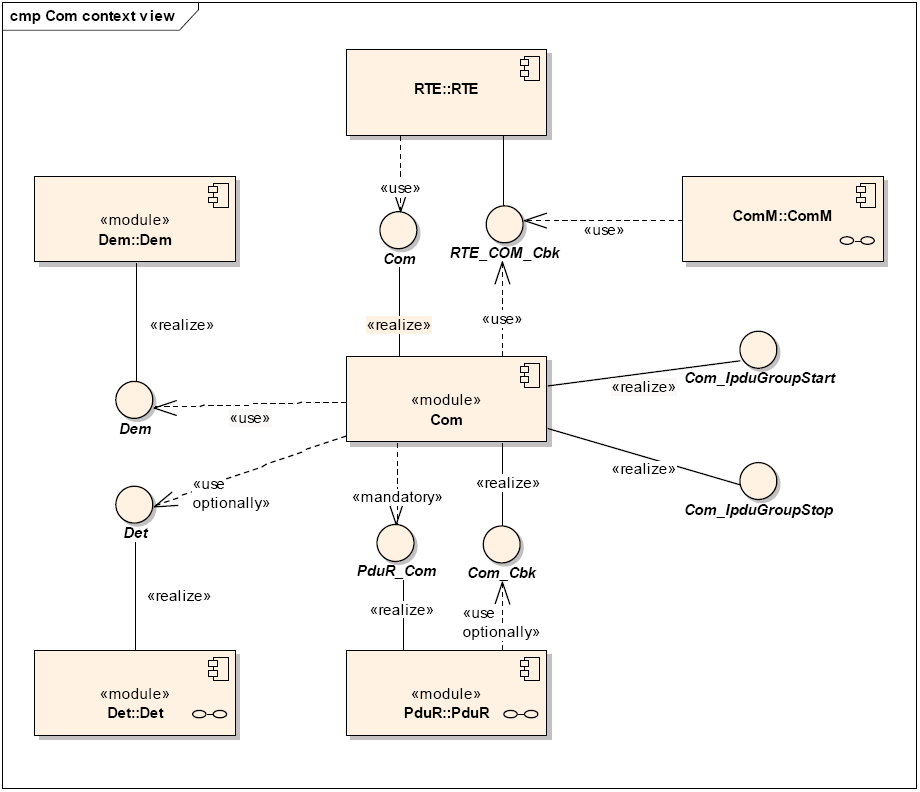 cmp Com context view
RTE::RTE
«use»
Com
RTE_COM_Cbk
«use»
ComM::ComM
«module»
Dem::Dem
«realize»
«realize»
«use»
Com_IpduGroupStart
«realize»
«module»
Com
«use»
Dem
«realize»
Com_IpduGroupStop
«use
optionally»
Det
«mandatory»
«realize»
PduR_Com
Com_Cbk
«realize»
«realize»
«use
optionally»
«module»
Det::Det
«module»
PduR::PduR